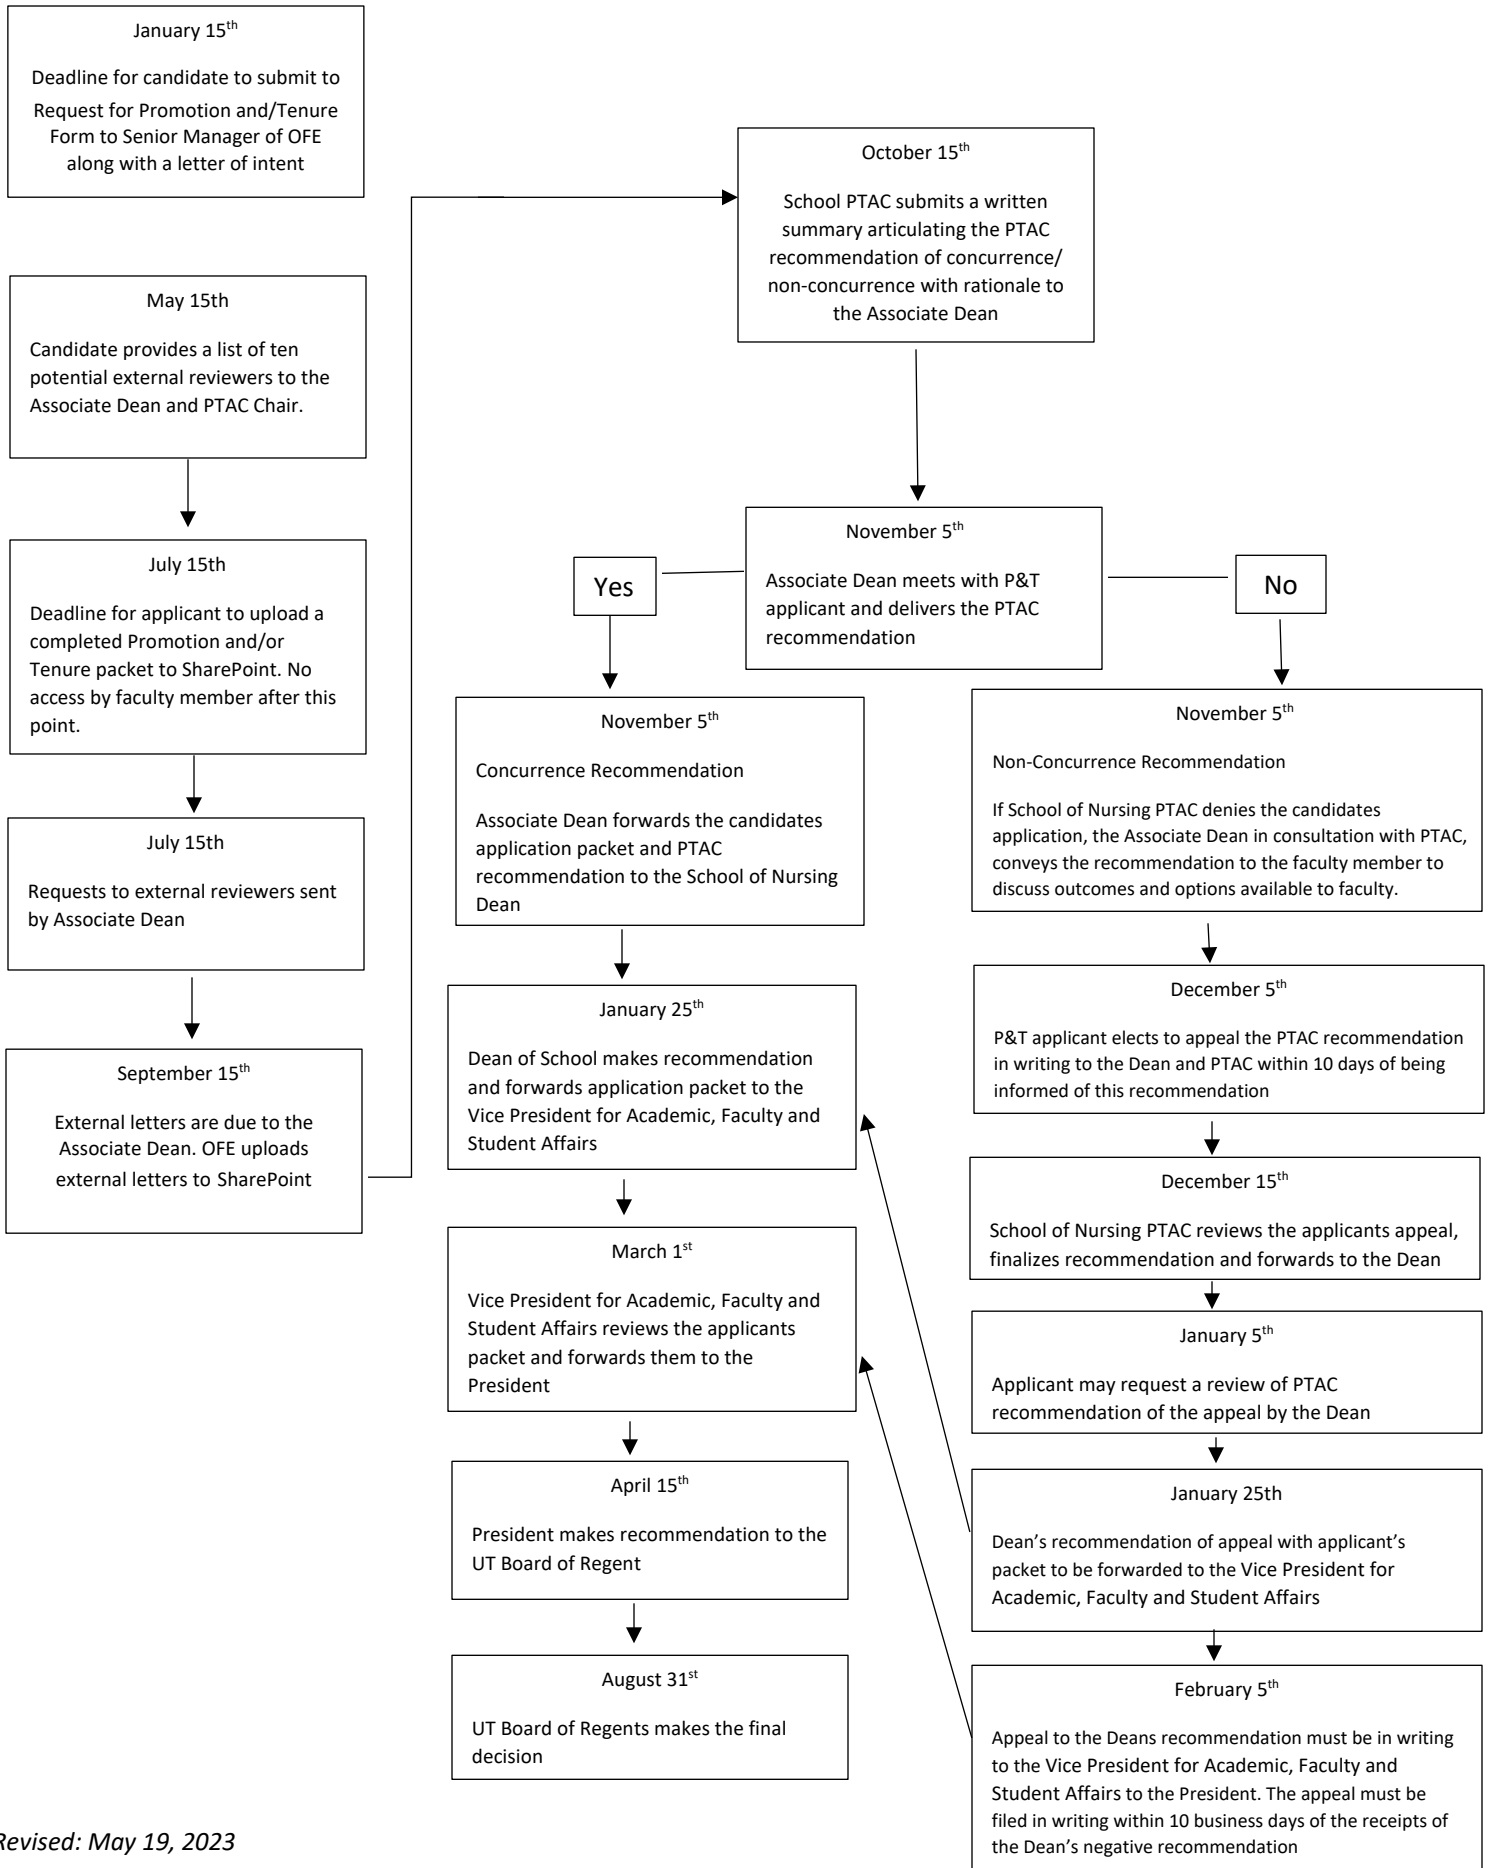 January 15th
Deadline for candidate to submit to
Request for Promotion and/Tenure
Form to Senior Manager of OFE
along with a letter of intent
May 15th
Candidate provides a list of ten
potential external reviewers to the
Associate Dean and PTAC Chair.
July 15th
Deadline for applicant to upload a
completed Promotion and/or
Tenure packet to SharePoint. No
access by faculty member after this
point.
July 15th
Requests to external reviewers sent
by Associate Dean
September 15th
External letters are due to the
Associate Dean. OFE uploads
external letters to SharePoint
October 15th
School PTAC submits a written
summary articulating the PTAC
recommendation of concurrence/
non-concurrence with rationale to
the Associate Dean
November 5th
Associate Dean meets with P&T
applicant and delivers the PTAC
recommendation
Yes
November 5th
Concurrence Recommendation
Associate Dean forwards the candidates
application packet and PTAC
recommendation to the School of Nursing
Dean
January 25th
Dean of School makes recommendation
and forwards application packet to the
Vice President for Academic, Faculty and
Student Affairs
March 1st
Vice President for Academic, Faculty and
Student Affairs reviews the applicants
packet and forwards them to the
President
April 15th
President makes recommendation to the
UT Board of Regent
August 31st
UT Board of Regents makes the final
decision
No
November 5th
Non-Concurrence Recommendation
If School of Nursing PTAC denies the candidates
application, the Associate Dean in consultation with PTAC,
conveys the recommendation to the faculty member to
discuss outcomes and options available to faculty.
December 5th
P&T applicant elects to appeal the PTAC recommendation
in writing to the Dean and PTAC within 10 days of being
informed of this recommendation
December 15th
School of Nursing PTAC reviews the applicants appeal,
finalizes recommendation and forwards to the Dean
January 5th
Applicant may request a review of PTAC
recommendation of the appeal by the Dean
January 25th
Dean's recommendation of appeal with applicant's
packet to be forwarded to the Vice President for
Academic, Faculty and Student Affairs
February 5th
Appeal to the Deans recommendation must be in writing
to the Vice President for Academic, Faculty and
Student Affairs to the President. The appeal must be
filed in writing within 10 business days of the receipts of
the Dean's negative recommendation
Revised: May 19, 2023